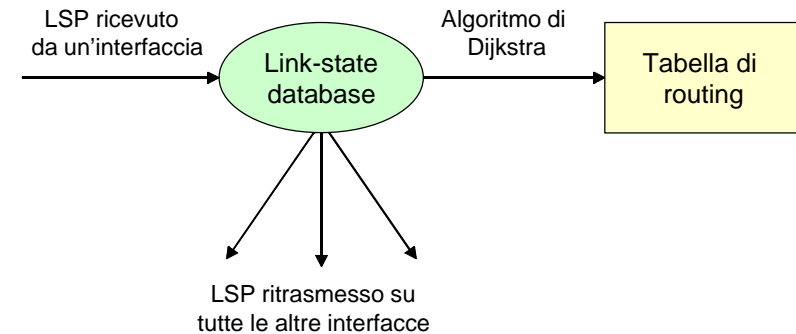 LSP ricevuto
da un'interfaccia
Link-state
database
Algoritmo di
Dijkstra
Tabella di
routing
LSP ritrasmesso su
tutte le altre interfacce